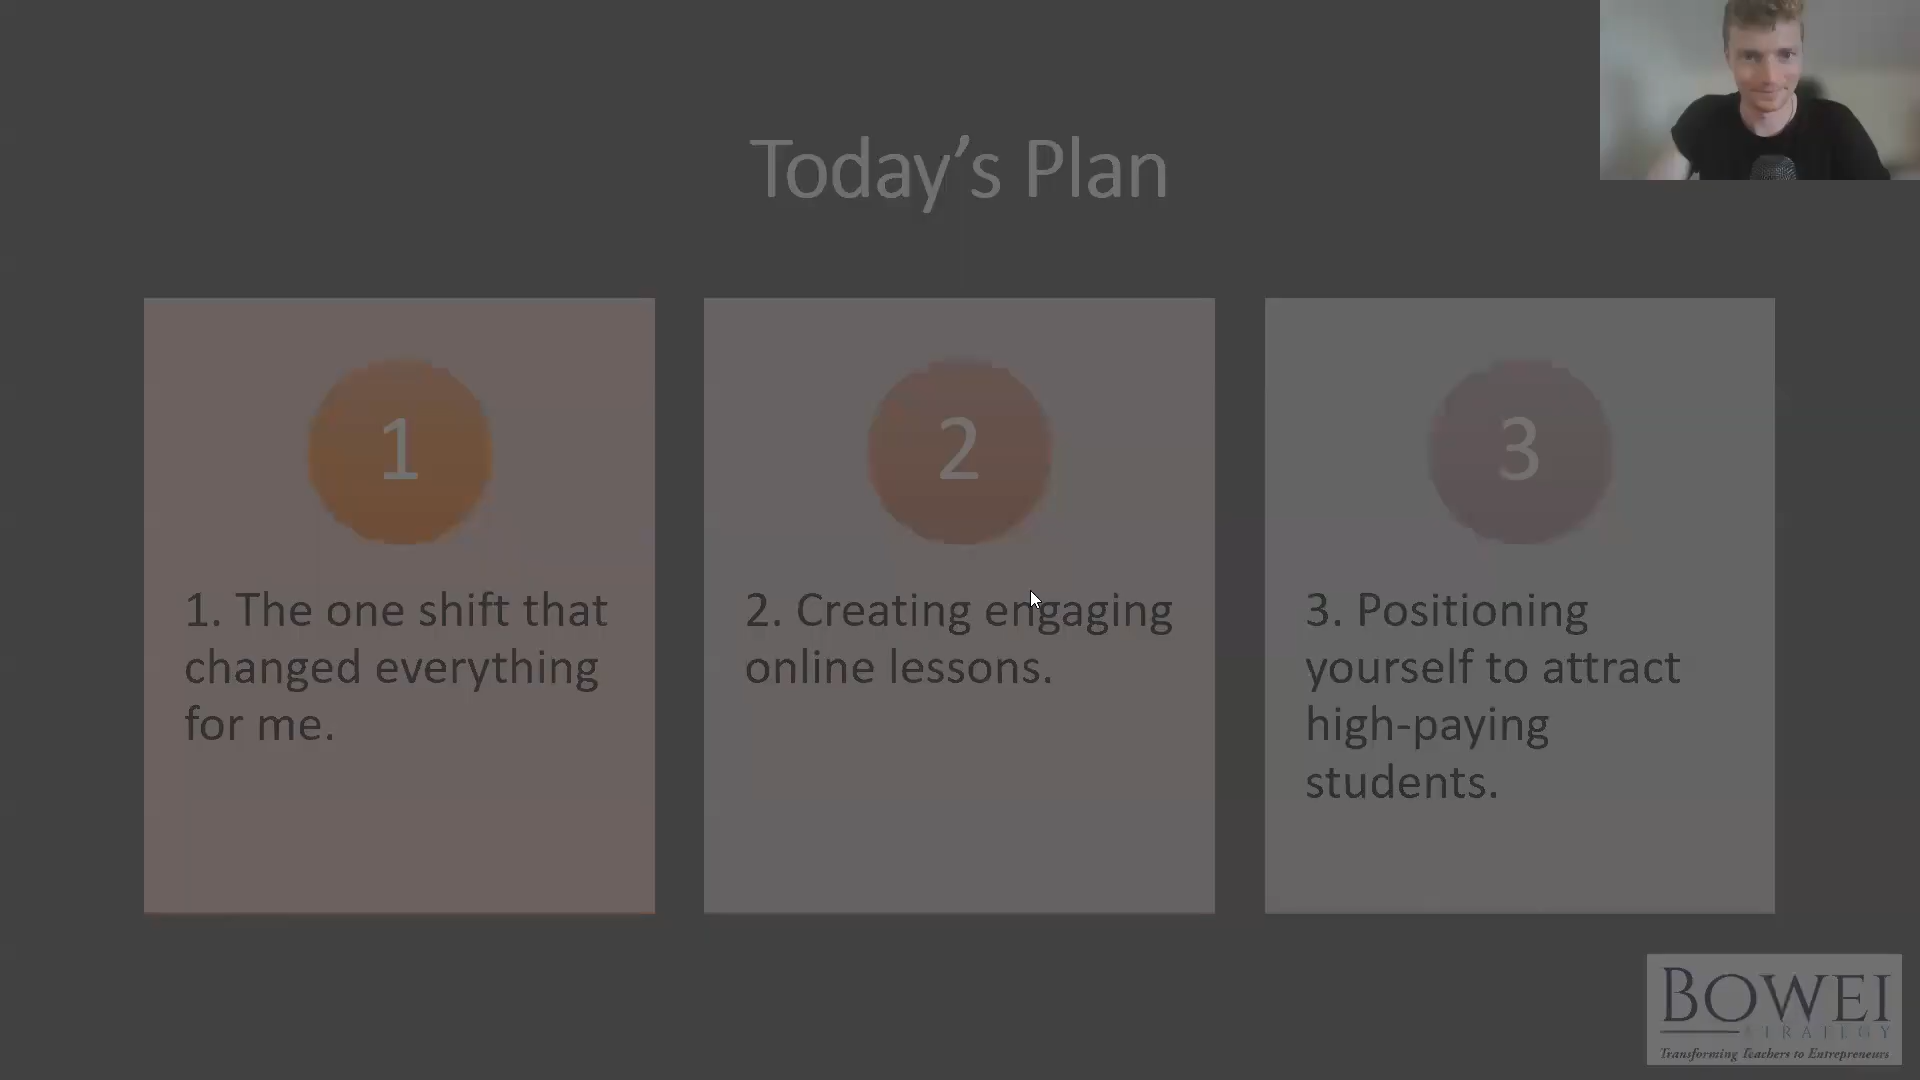 Today’s Plan
1
1. The one shift that
changed everything
for me.
2
2. Creating engaging
online lessons.
3
3. Positioning
yourself to attract
high-paying
students.
BOWEI
STRATEGY
Transforming Teachers to Entrepreneurs